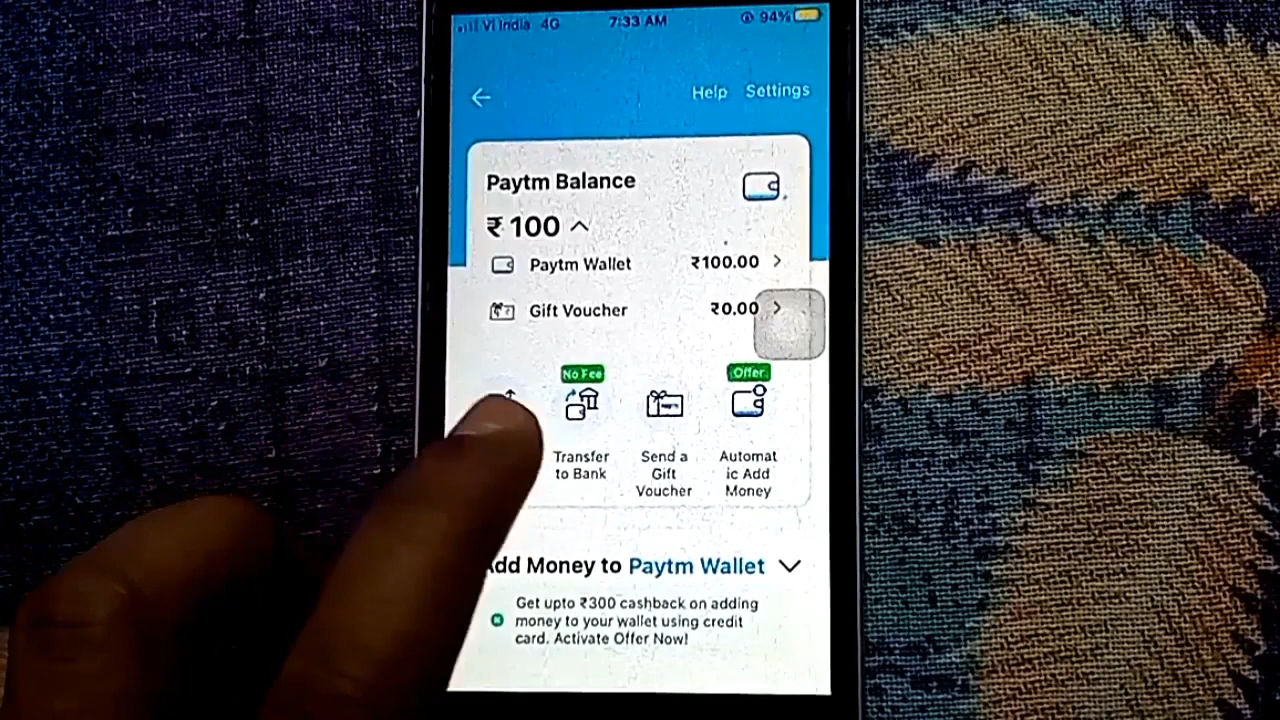 Vi India 4G 7:33 AM 94%
Help Settings
Paytm Balance
₹100
Paytm Wallet ₹100.00
Gift Voucher ₹0.00
No Fee Offer
Transfer
to Bank
Send a
Gift
Voucher
Automat
ic Add
Money
Add Money to Paytm Wallet
Get upto ₹300 cashback on adding
money to your wallet using credit
card. Activate Offer Now!